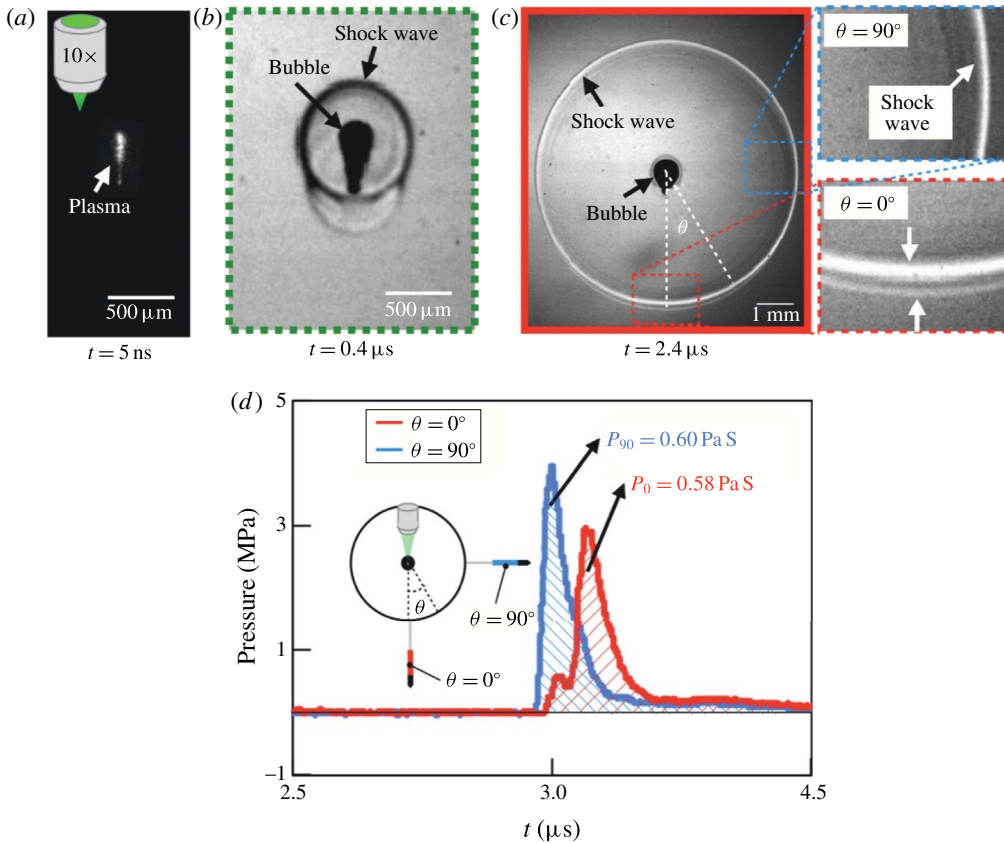 (a)
10×
Plasma
500 μm
t = 5 ns
(b)
Shock wave
Bubble
500 μm
t = 0.4 μs
(c)
Shock wave
Bubble
θ
1 mm
t = 2.4 μs
θ = 90°
Shock
wave
θ = 0°
(d)
5
3
1
−1
Pressure (MPa)
θ = 0°
θ = 90°
P90 = 0.60 Pa S
P0 = 0.58 Pa S
θ
θ = 90°
θ = 0°
2.5
3.0
4.5
t (μs)